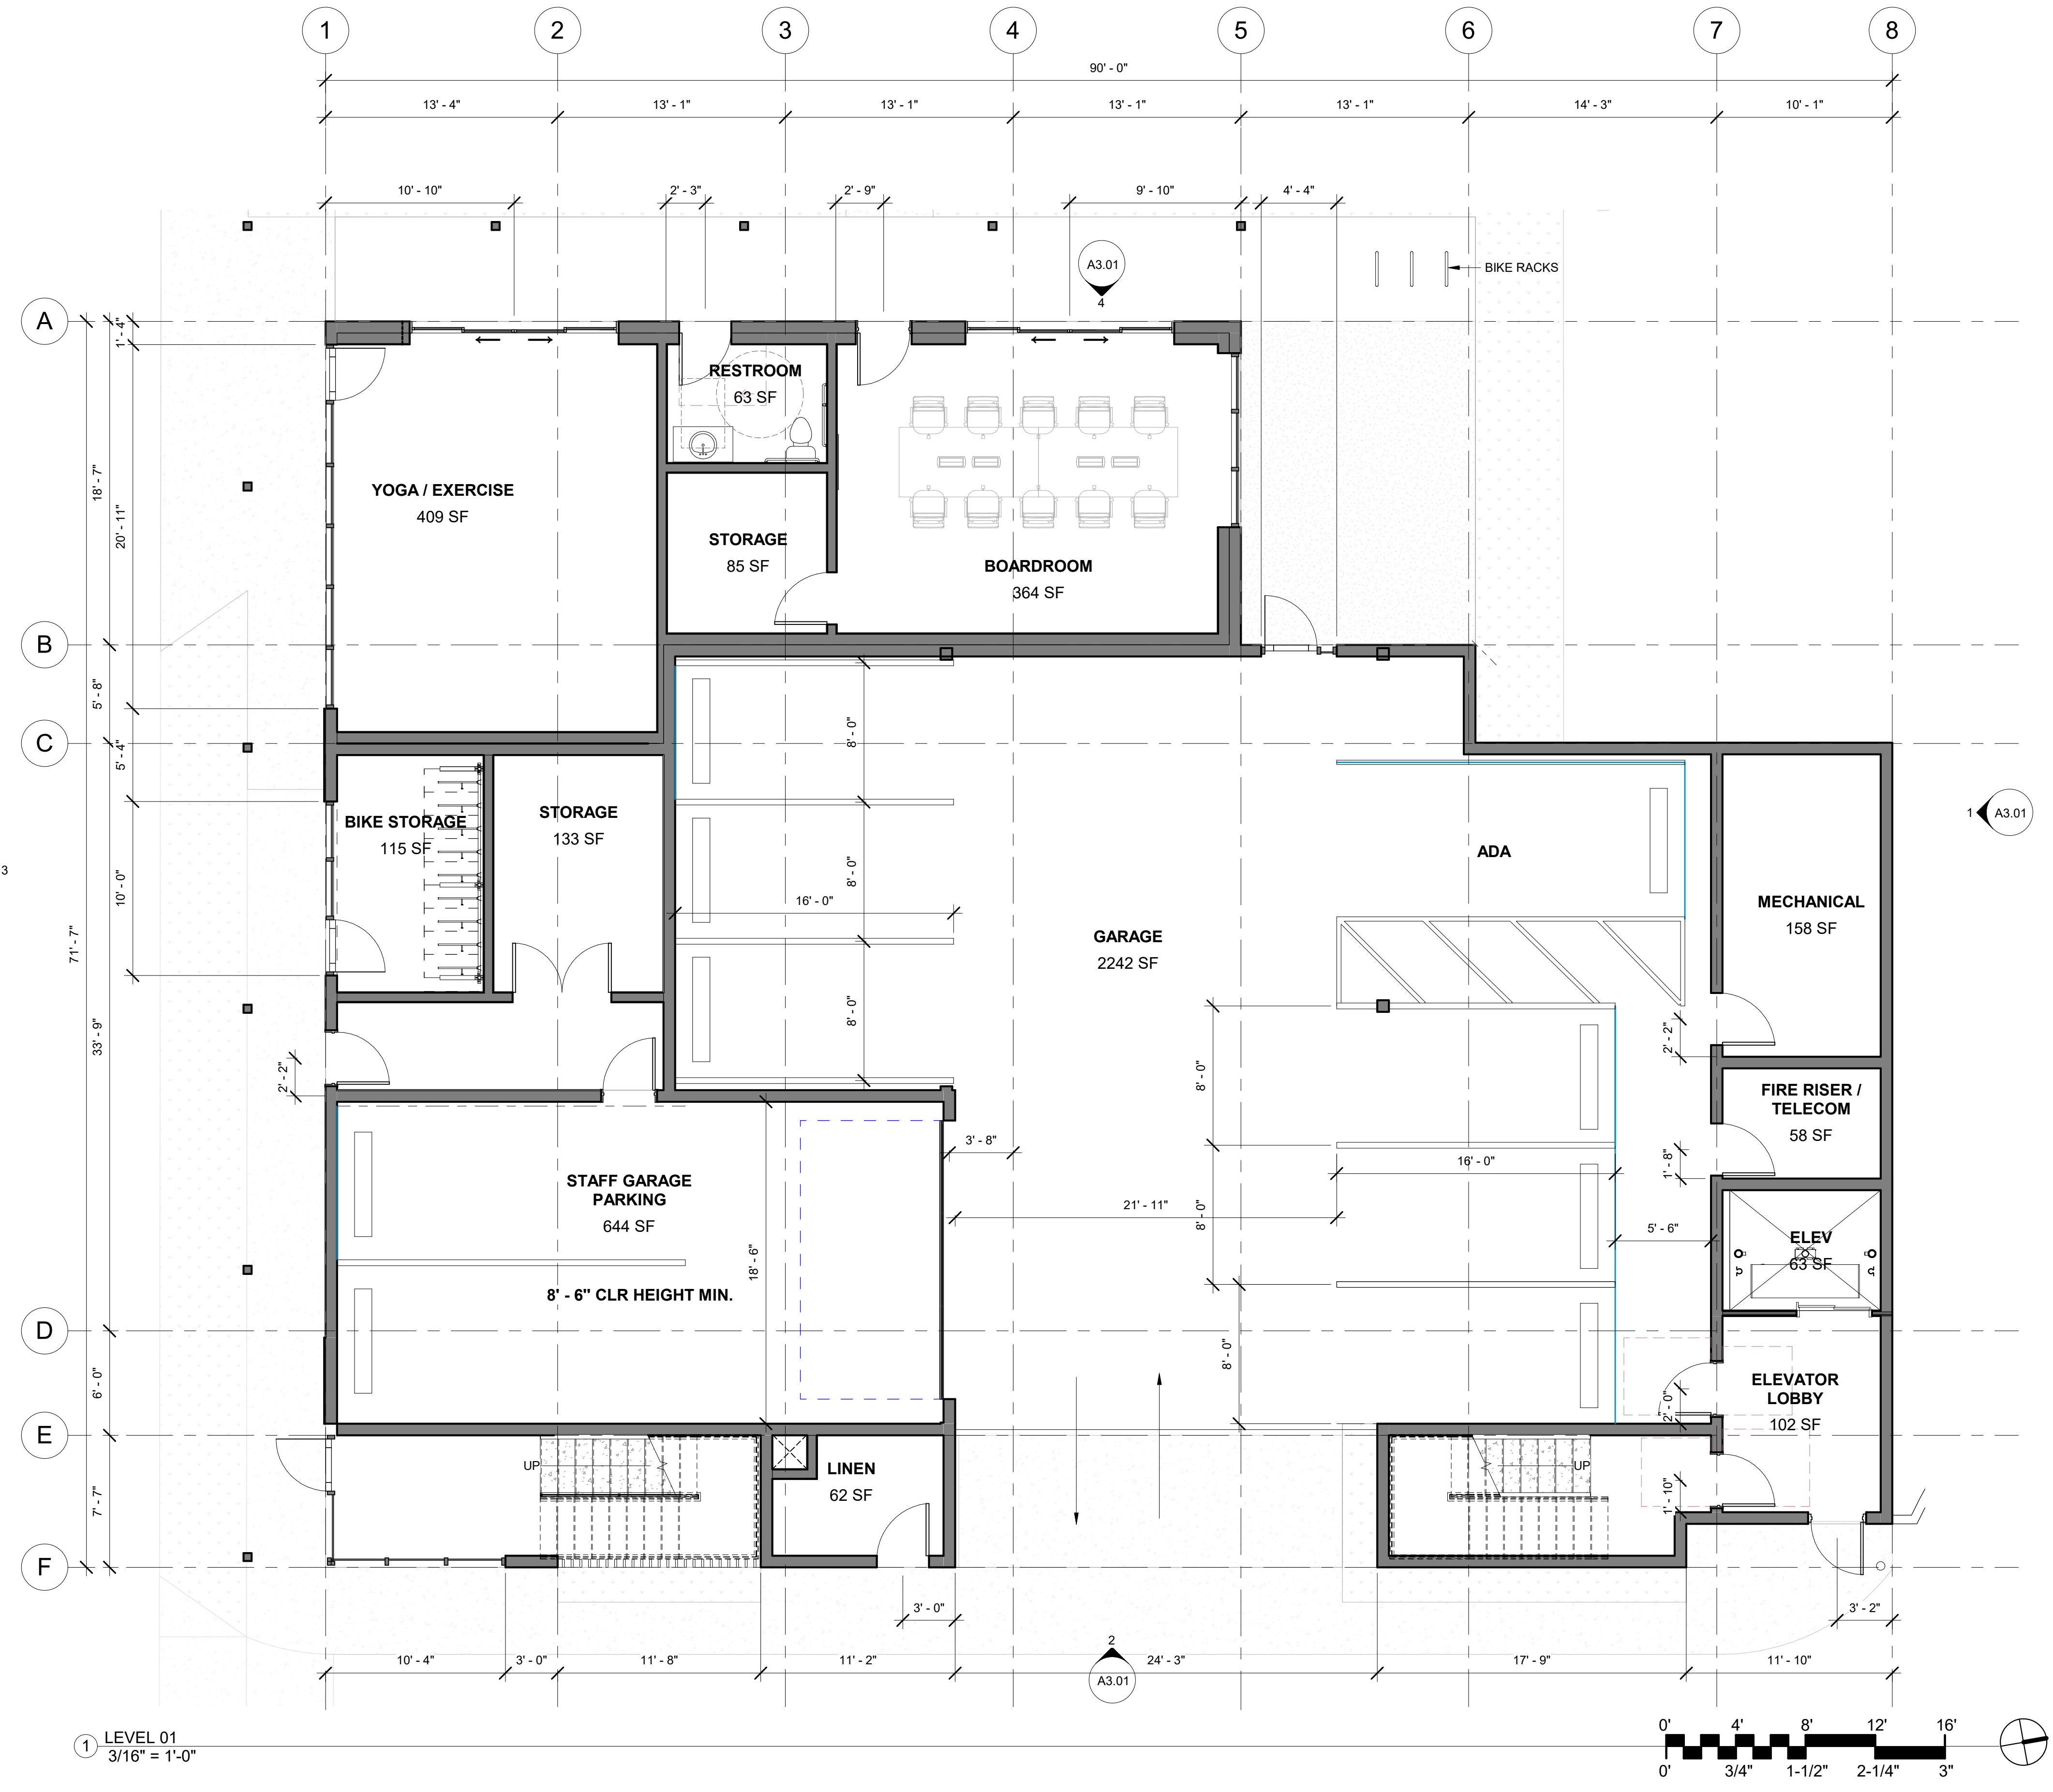 1 2 3 4 5 6 7 8
90' - 0"
13' - 4" 13' - 1" 13' - 1" 13' - 1" 13' - 1" 14' - 3" 10' - 1"
10' - 10" 2' - 3" 2' - 9" 9' - 10" 4' - 4"
A3.01
4
BIKE RACKS
A
1' - 4"
RESTROOM
63 SF
18' - 7"
20' - 11"
YOGA / EXERCISE
409 SF
STORAGE
85 SF
BOARDROOM
364 SF
B
5' - 8"
8' - 0"
C
5' - 4"
BIKE STORAGE
115 SF
STORAGE
133 SF
1
A3.01
3
ADA
8' - 0"
10' - 0"
16' - 0"
MECHANICAL
158 SF
71' - 7"
GARAGE
2242 SF
8' - 0"
33' - 9"
2' - 2"
2' - 2"
8' - 0"
FIRE RISER /
TELECOM
58 SF
3' - 8"
16' - 0"
1' - 8"
STAFF GARAGE
PARKING
644 SF
21' - 11"
8' - 0"
5' - 6"
ELEV
63 SF
18' - 6"
8' - 6" CLR HEIGHT MIN.
D
8' - 0"
6' - 0"
2' - 0"
ELEVATOR
LOBBY
102 SF
E
UP
LINEN
62 SF
UP
7' - 7"
1' - 10"
F
3' - 0"
3' - 2"
10' - 4" 3' - 0" 11' - 8" 11' - 2" 24' - 3" 17' - 9" 11' - 10"
2
A3.01
1
LEVEL 01
3/16" = 1'-0"
0' 4' 8' 12' 16'
0' 3/4" 1-1/2" 2-1/4" 3"